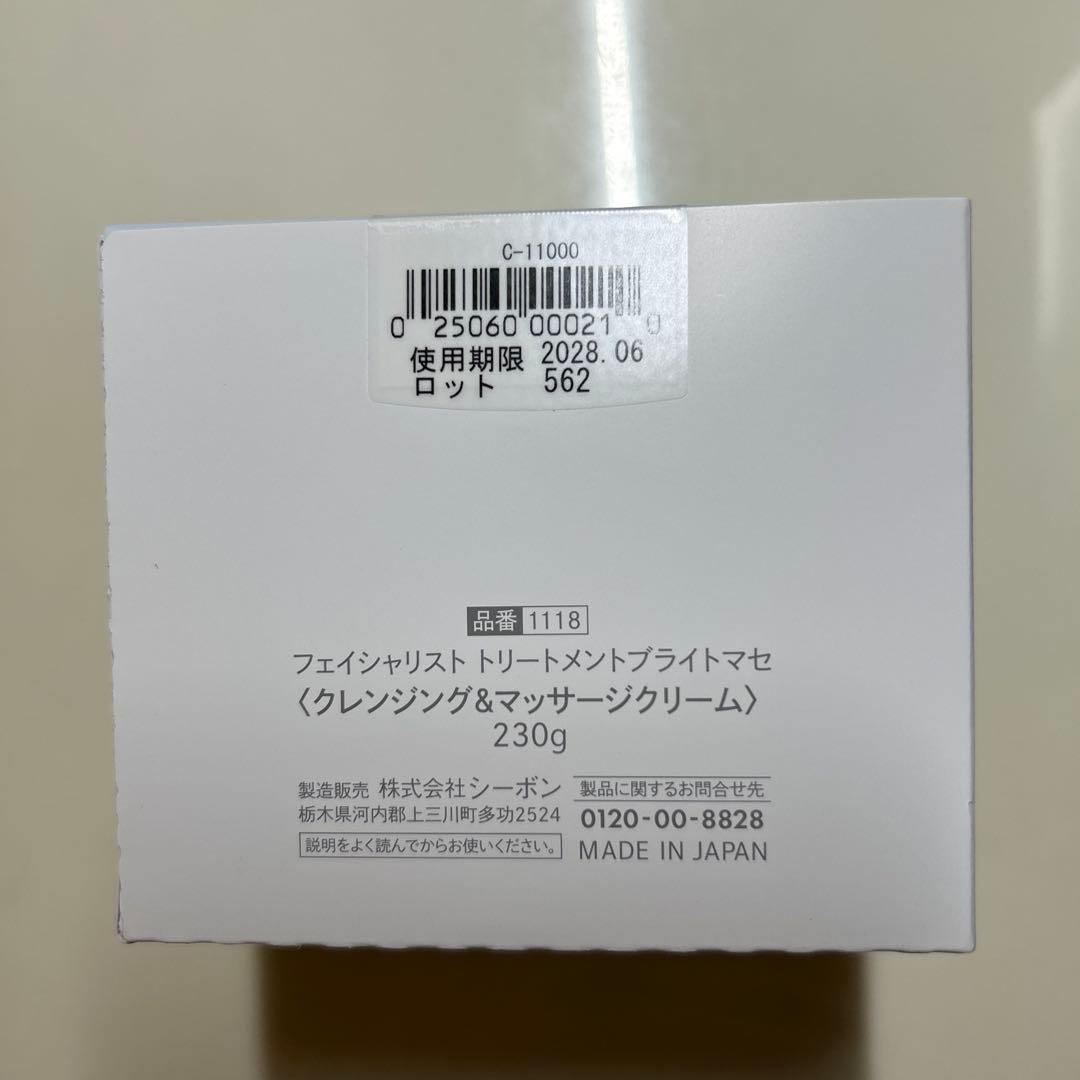 C-11000
0 25060 00021 0
使用期限 2028.06
ロット 562
品番 1118
フェイシャリスト トリートメントブライトマセ
〈クレンジング&マッサージクリーム〉
230g
製造販売 株式会社シーボン
栃木県河内郡上三川町多功2524
説明をよく読んでからお使いください。
製品に関するお問合せ先
0120-00-8828
MADE IN JAPAN